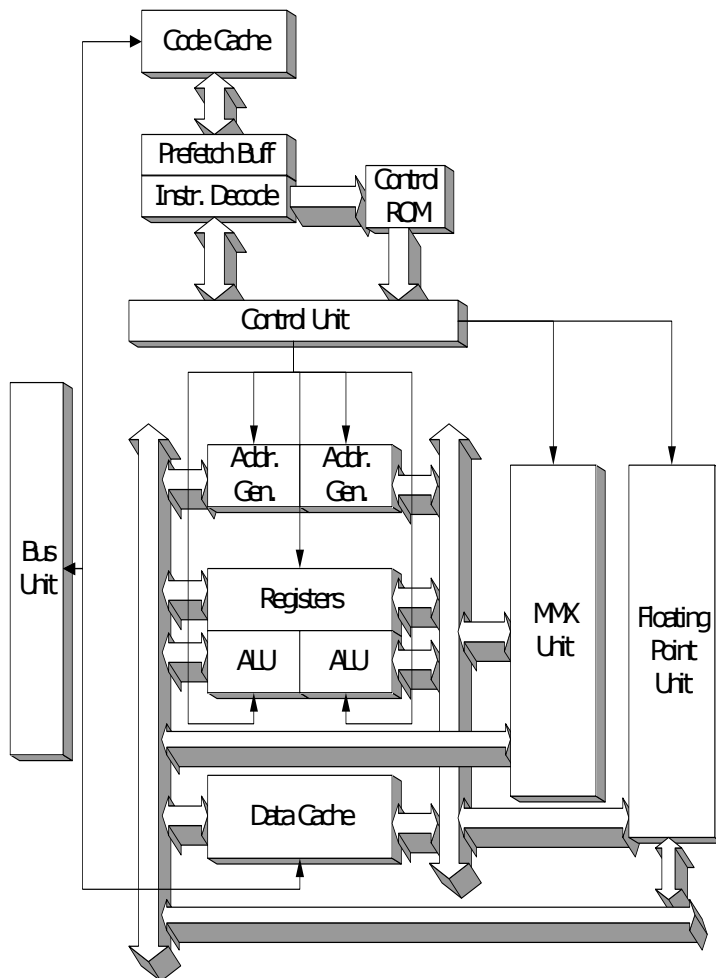 Code Cache
Prefetch Buff
Instr. Decode
Control
ROM
Control Unit
Addr.
Gen.
Addr.
Gen.
Bus
Unit
Registers
ALU
ALU
MMX
Unit
Floating
Point
Unit
Data Cache